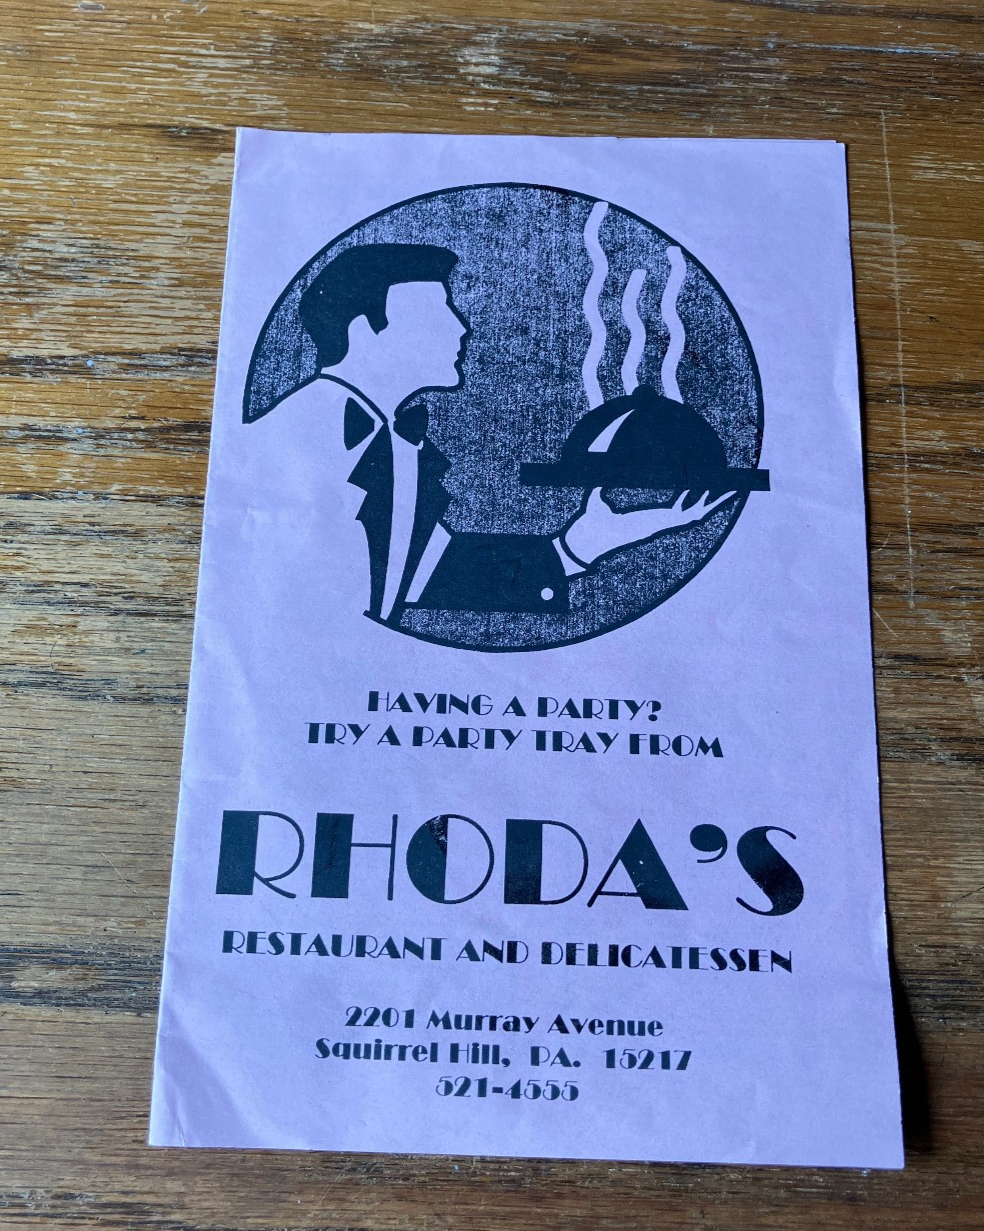 HAVING A PARTY?
TRY A PARTY TRAY FROM
RHODA'S
RESTAURANT AND DELICATESSEN
2201 Murray Avenue
Squirrel Hill, PA. 15217
521-4555